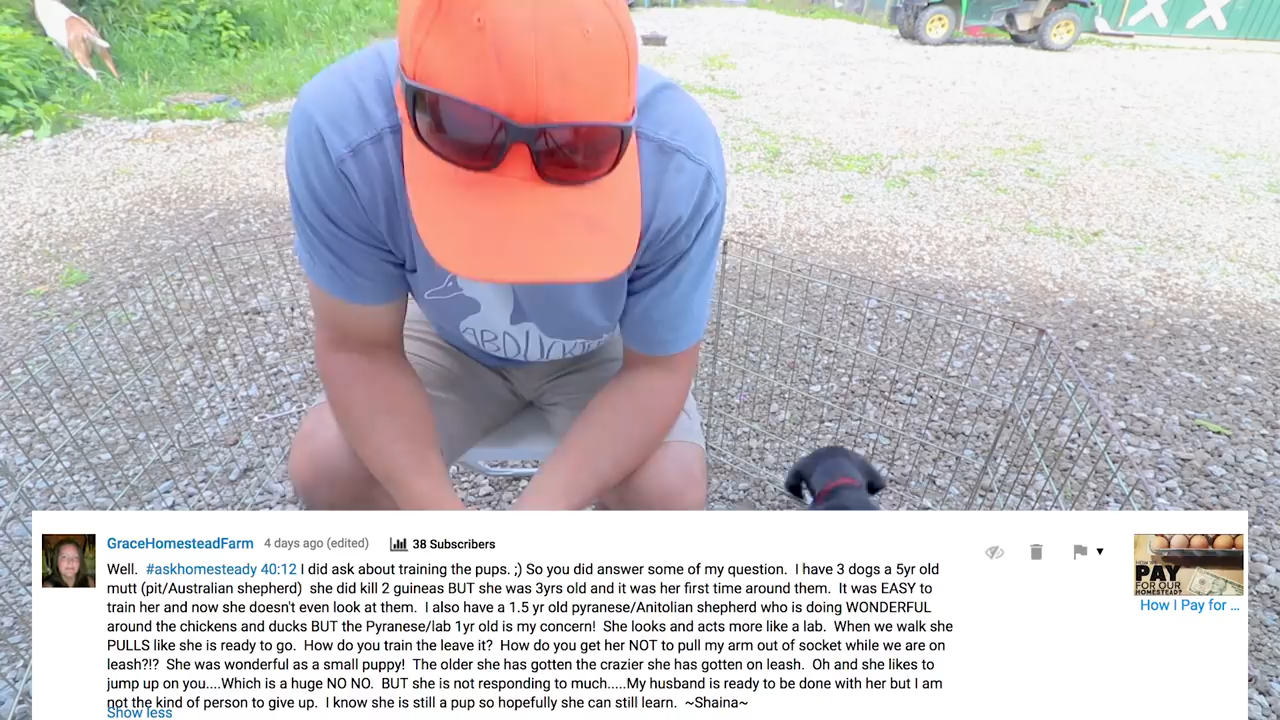 ABDUCKTED
GraceHomesteadFarm 4 days ago (edited) 38 Subscribers
Well. #askhomesteady 40:12 I did ask about training the pups. ;) So you did answer some of my question. I have 3 dogs a 5yr old
mutt (pit/Australian shepherd) she did kill 2 guineas BUT she was 3yrs old and it was her first time around them. It was EASY to
train her and now she doesn't even look at them. I also have a 1.5 yr old pyranese/Anitolian shepherd who is doing WONDERFUL
around the chickens and ducks BUT the Pyranese/lab 1yr old is my concern! She looks and acts more like a lab. When we walk she
PULLS like she is ready to go. How do you train the leave it? How do you get her NOT to pull my arm out of socket while we are on
leash?!? She was wonderful as a small puppy! The older she has gotten the crazier she has gotten on leash. Oh and she likes to
jump up on you....Which is a huge NO NO. BUT she is not responding to much.....My husband is ready to be done with her but I am
not the kind of person to give up. I know she is still a pup so hopefully she can still learn. ~Shaina~
Show less
HOW WE
PAY
FOR OUR
HOMESTEAD?
How I Pay for ...